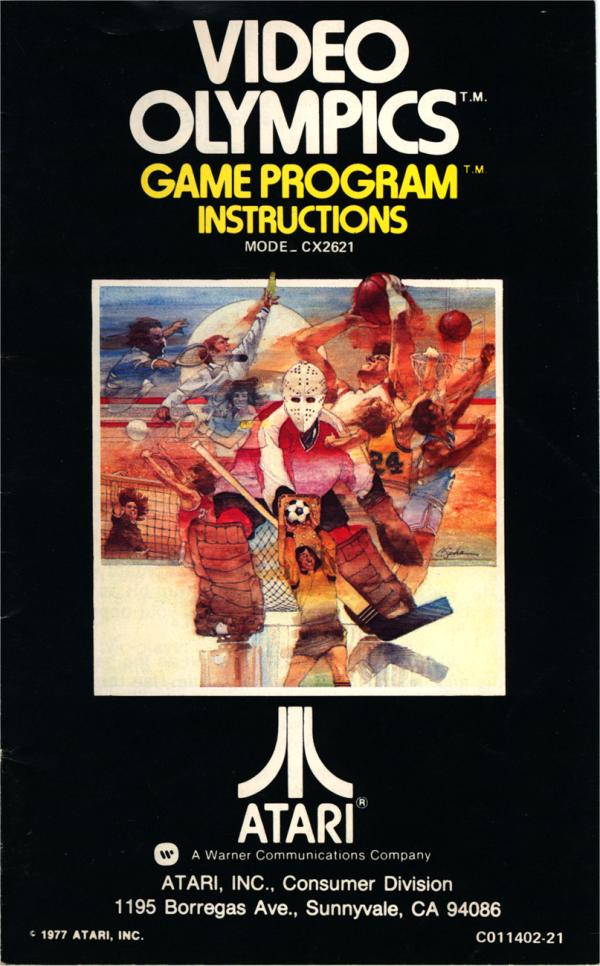 VIDEO
OLYMPICS T.M.
GAME PROGRAM T.M.
INSTRUCTIONS
MODE_ CX2621
24
ATARI®
W A Warner Communications Company
ATARI, INC., Consumer Division
1195 Borregas Ave., Sunnyvale, CA 94086
© 1977 ATARI, INC. C011402-21